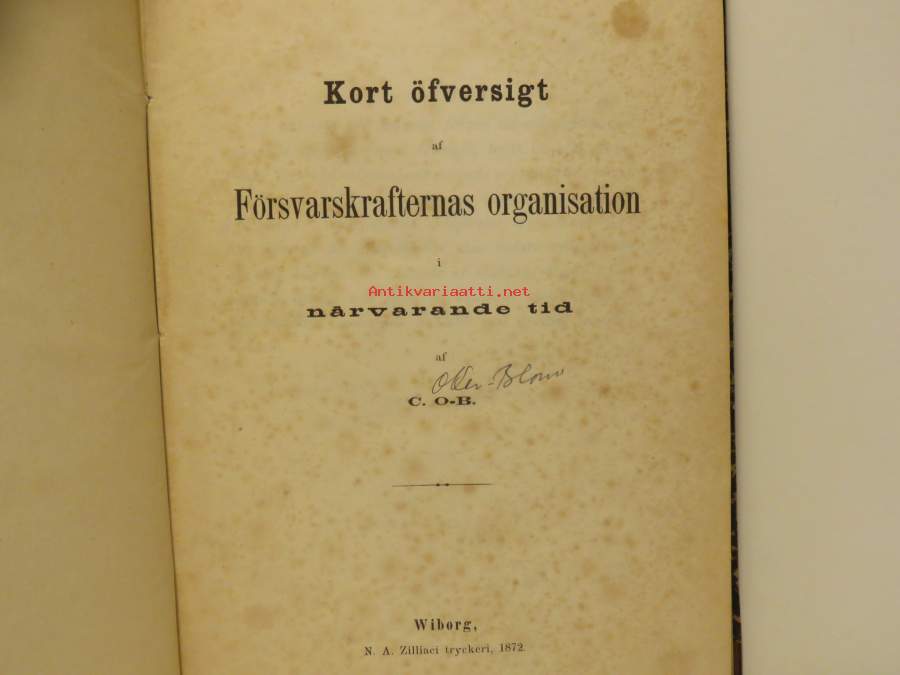 Kort öfversigt
af
Försvarskrafternas organisation
i
Antikvariaatti.net
närvarande tid
af
Oker-Blom
C. O-B.
Wiborg,
N. A. Zilliaci tryckeri, 1872.